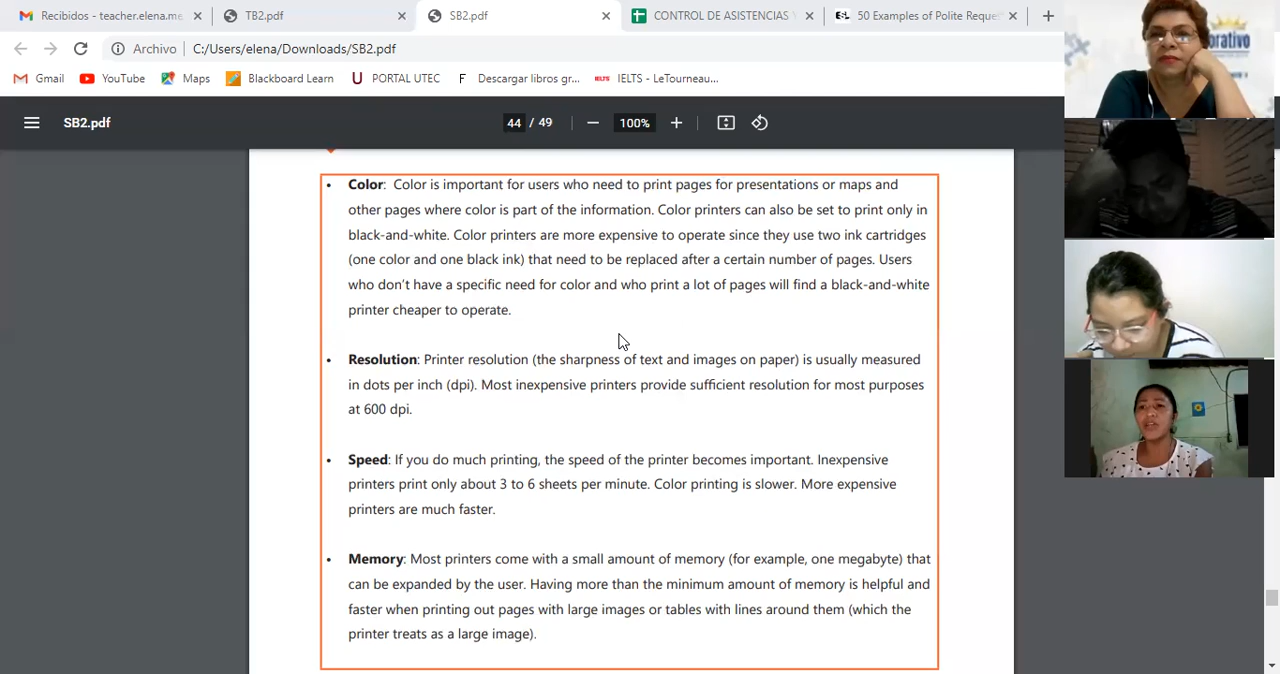 Recibidos - teacher.elena.me
TB2.pdf
SB2.pdf
CONTROL DE ASISTENCIAS
50 Examples of Polite Reque
Archivo
C:/Users/elena/Downloads/SB2.pdf
Gmail
YouTube
Maps
Blackboard Learn
U PORTAL UTEC
F Descargar libros gr...
IELTS IELTS - LeTourneau...
SB2.pdf
44 / 49
100%
• Color: Color is important for users who need to print pages for presentations or maps and
other pages where color is part of the information. Color printers can also be set to print only in
black-and-white. Color printers are more expensive to operate since they use two ink cartridges
(one color and one black ink) that need to be replaced after a certain number of pages. Users
who don't have a specific need for color and who print a lot of pages will find a black-and-white
printer cheaper to operate.
• Resolution: Printer resolution (the sharpness of text and images on paper) is usually measured
in dots per inch (dpi). Most inexpensive printers provide sufficient resolution for most purposes
at 600 dpi.
• Speed: If you do much printing, the speed of the printer becomes important. Inexpensive
printers print only about 3 to 6 sheets per minute. Color printing is slower. More expensive
printers are much faster.
• Memory: Most printers come with a small amount of memory (for example, one megabyte) that
can be expanded by the user. Having more than the minimum amount of memory is helpful and
faster when printing out pages with large images or tables with lines around them (which the
printer treats as a large image).